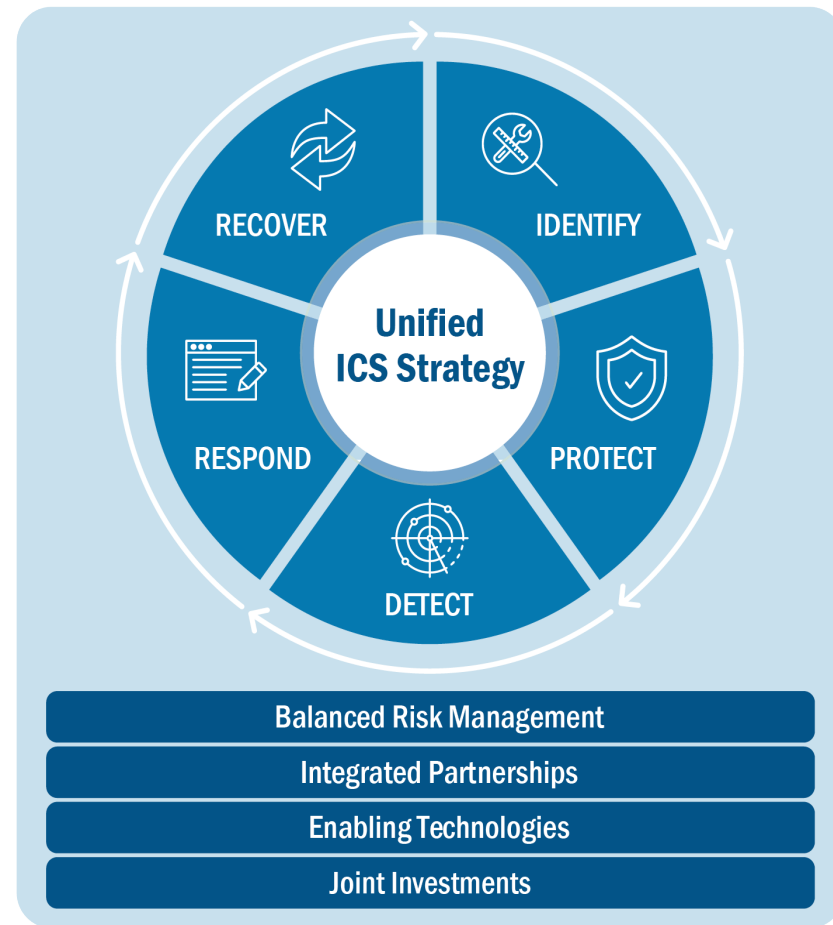 RECOVER
IDENTIFY
Unified
ICS Strategy
RESPOND
PROTECT
DETECT
Balanced Risk Management
Integrated Partnerships
Enabling Technologies
Joint Investments